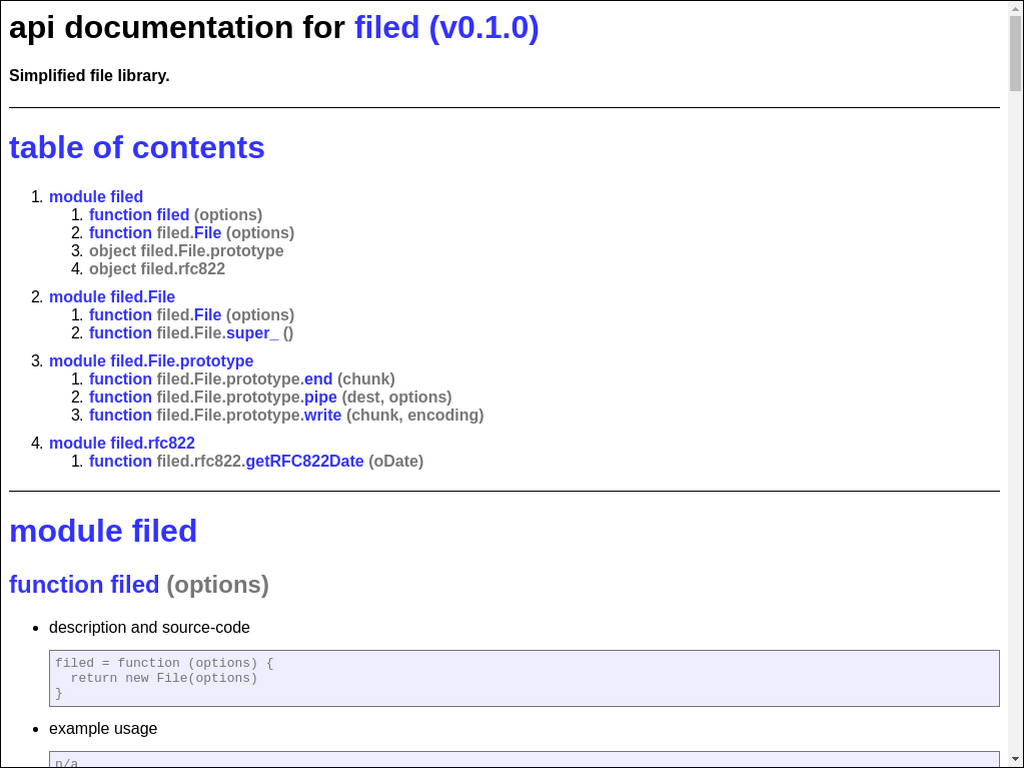 api documentation for filed (v0.1.0)
Simplified file library.
table of contents
1. module filed
1. function filed (options)
2. function filed.File (options)
3. object filed.File.prototype
4. object filed.rfc822
2. module filed.File
1. function filed.File (options)
2. function filed.File.super_ ()
3. module filed.File.prototype
1. function filed.File.prototype.end (chunk)
2. function filed.File.prototype.pipe (dest, options)
3. function filed.File.prototype.write (chunk, encoding)
4. module filed.rfc822
1. function filed.rfc822.getRFC822Date (oDate)
module filed
function filed (options)
• description and source-code
filed = function (options) {
  return new File(options)
}
• example usage
n/a